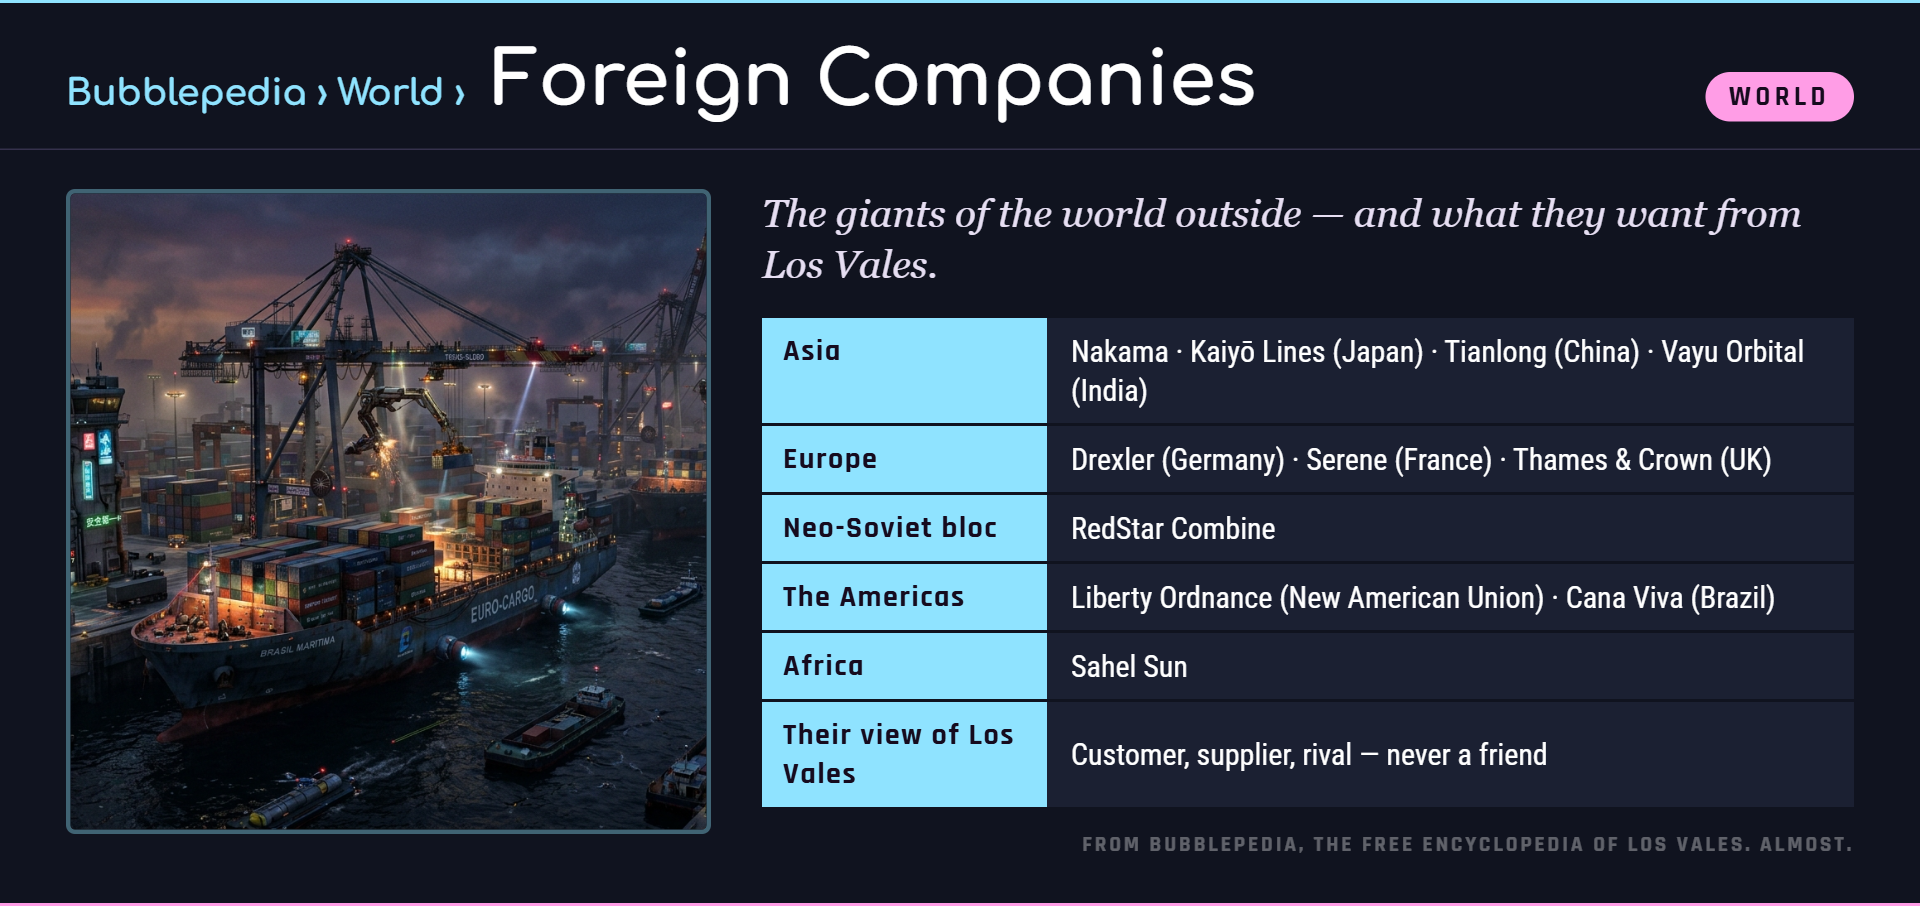 Bubblepedia › World › Foreign Companies
WORLD
The giants of the world outside — and what they want from
Los Vales.
Asia
Nakama · Kaiyō Lines (Japan) · Tianlong (China) · Vayu Orbital
(India)
Europe
Drexler (Germany) · Serene (France) · Thames & Crown (UK)
Neo-Soviet bloc
RedStar Combine
The Americas
Liberty Ordnance (New American Union) · Cana Viva (Brazil)
Africa
Sahel Sun
Their view of Los
Vales
Customer, supplier, rival — never a friend
FROM BUBBLEPEDIA, THE FREE ENCYCLOPEDIA OF LOS VALES. ALMOST.
EURO-CARGO
BRASIL MARITINA